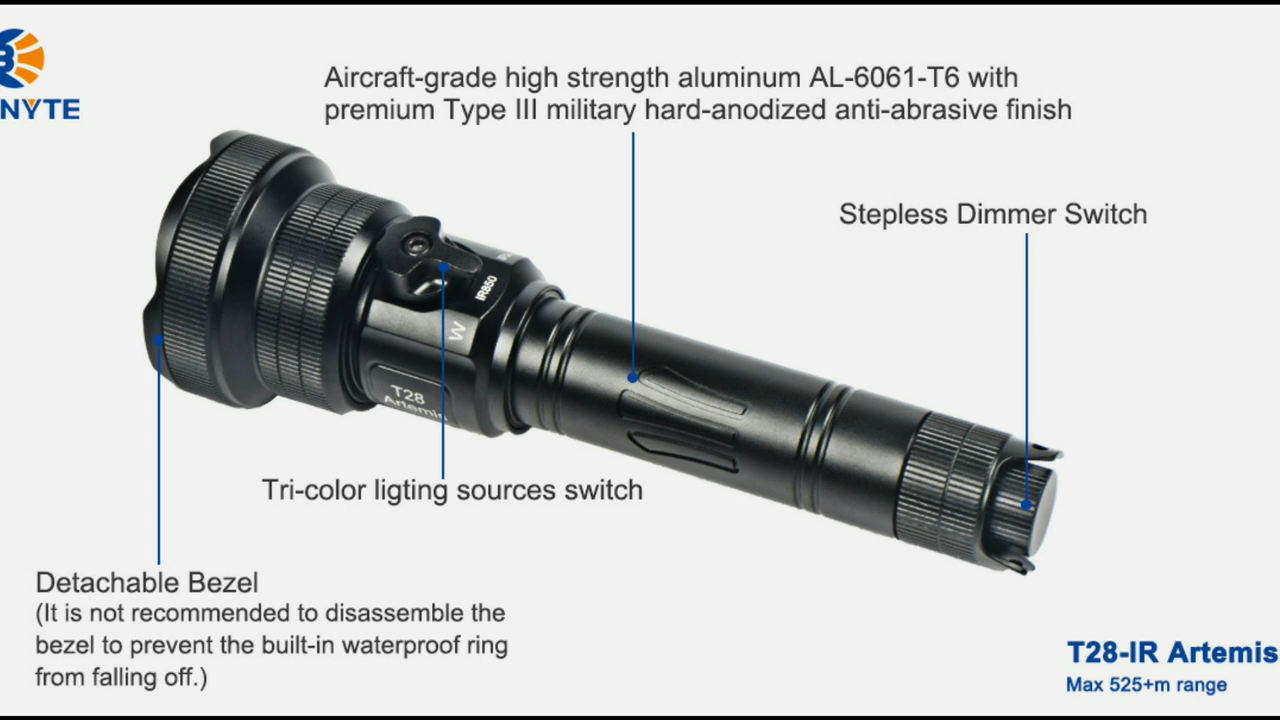 NYTE
Aircraft-grade high strength aluminum AL-6061-T6 with
premium Type III military hard-anodized anti-abrasive finish
Stepless Dimmer Switch
IR850
W
T28
Artemis
Tri-color ligting sources switch
Detachable Bezel
(It is not recommended to disassemble the
bezel to prevent the built-in waterproof ring
from falling off.)
T28-IR Artemis
Max 525+m range